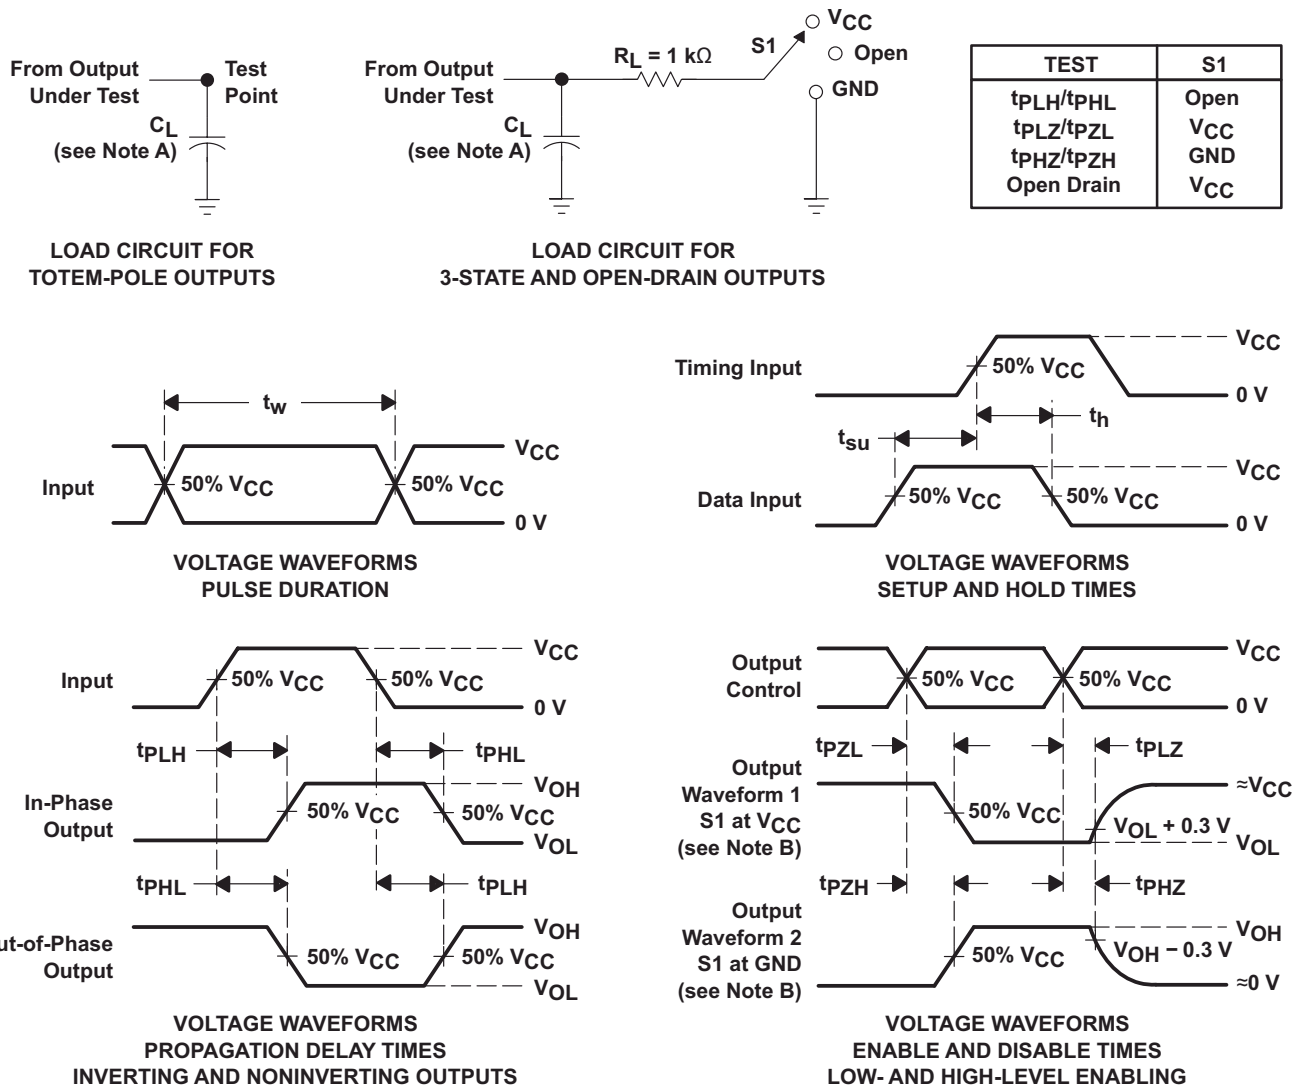 From Output
Under Test
Test
Point
CL
(see Note A)
LOAD CIRCUIT FOR
TOTEM-POLE OUTPUTS
From Output
Under Test
RL = 1 kΩ
S1
VCC
Open
GND
CL
(see Note A)
LOAD CIRCUIT FOR
3-STATE AND OPEN-DRAIN OUTPUTS
TEST S1
tPLH/tPHL Open
tPLZ/tPZL VCC
tPHZ/tPZH GND
Open Drain VCC
tw
Input
50% VCC
50% VCC
VCC
0 V
VOLTAGE WAVEFORMS
PULSE DURATION
Timing Input
50% VCC
VCC
0 V
th
tsu
Data Input
50% VCC
50% VCC
VCC
0 V
VOLTAGE WAVEFORMS
SETUP AND HOLD TIMES
Input
50% VCC
50% VCC
VCC
0 V
tPLH
tPHL
In-Phase
Output
50% VCC
50% VCC
VOH
VOL
tPHL
tPLH
ut-of-Phase
Output
50% VCC
50% VCC
VOH
VOL
VOLTAGE WAVEFORMS
PROPAGATION DELAY TIMES
INVERTING AND NONINVERTING OUTPUTS
Output
Control
50% VCC
50% VCC
VCC
0 V
tPZL
tPLZ
Output
Waveform 1
S1 at VCC
(see Note B)
50% VCC
≈VCC
VOL + 0.3 V
VOL
tPZH
tPHZ
Output
Waveform 2
S1 at GND
(see Note B)
50% VCC
VOH
VOH − 0.3 V
≈0 V
VOLTAGE WAVEFORMS
ENABLE AND DISABLE TIMES
LOW- AND HIGH-LEVEL ENABLING